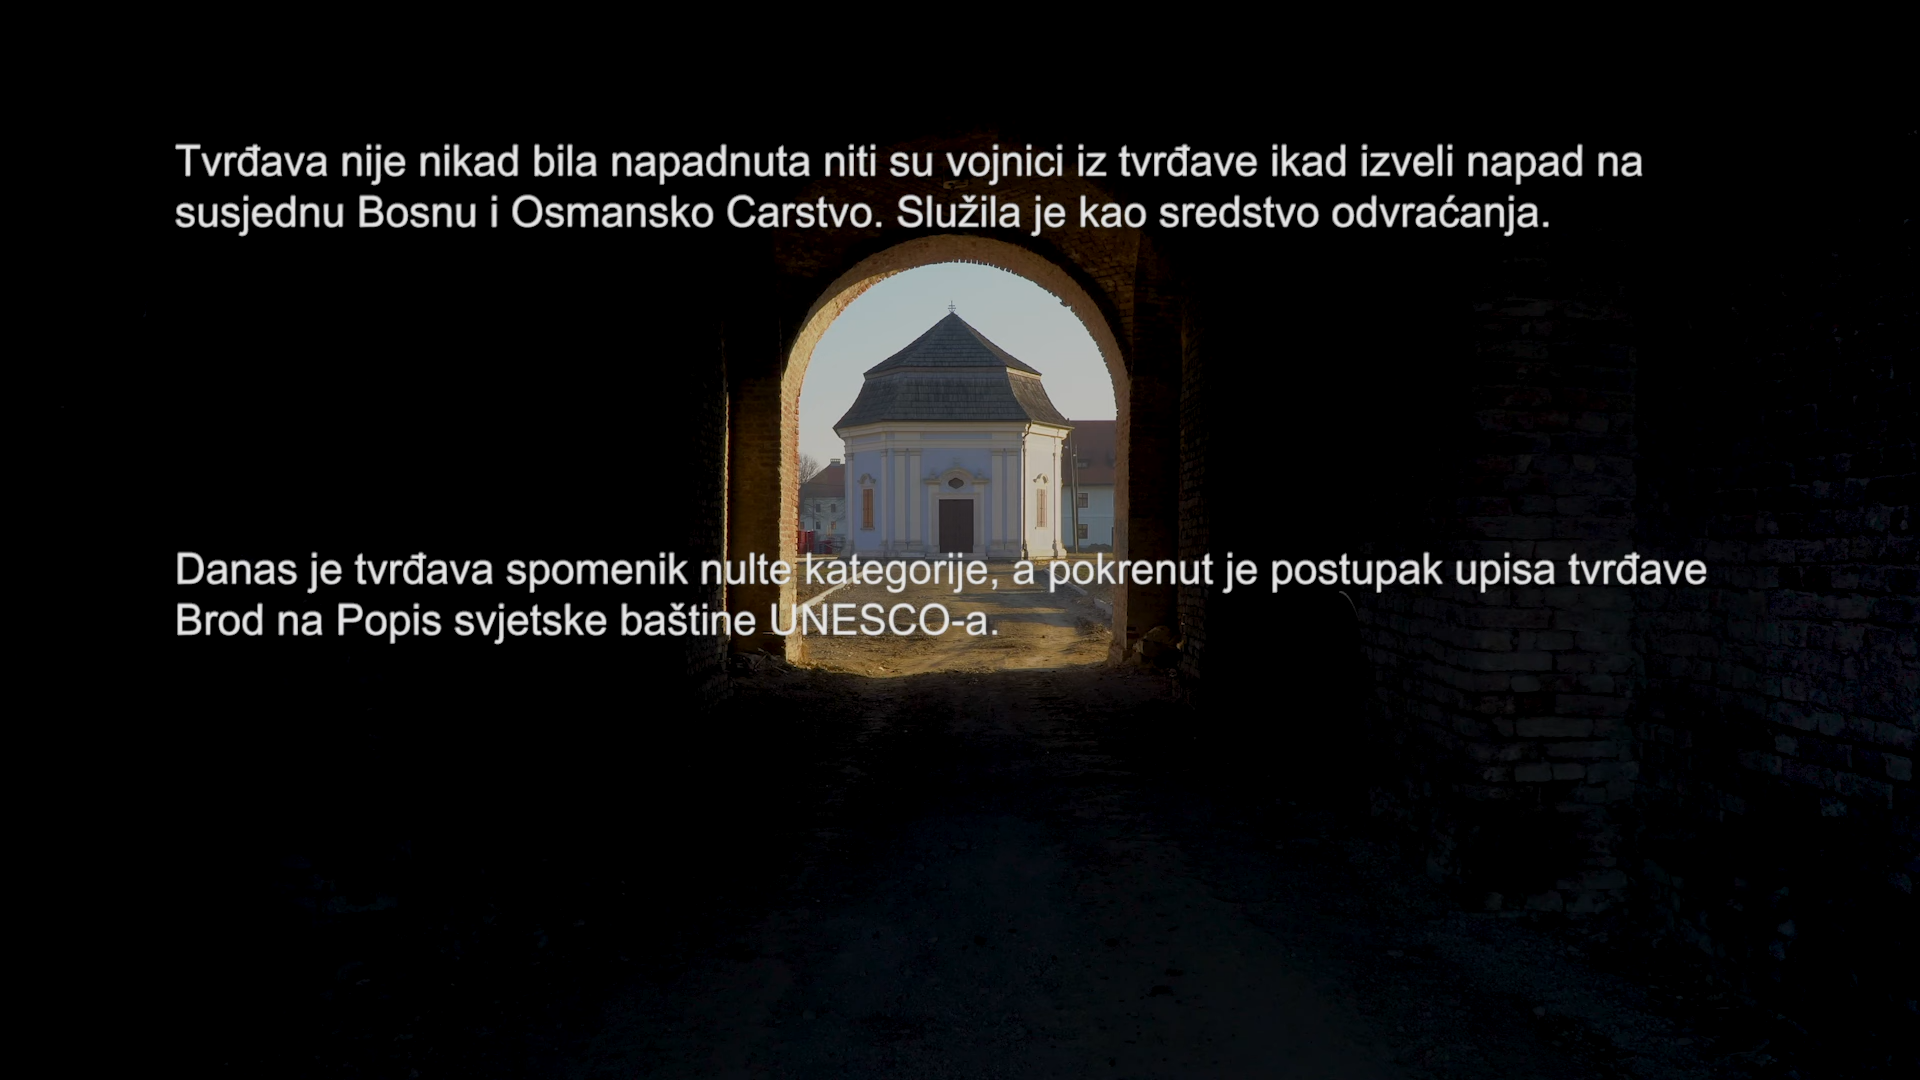 Tvrđava nije nikad bila napadnuta niti su vojnici iz tvrđave ikad izveli napad na
susjednu Bosnu i Osmansko Carstvo. Služila je kao sredstvo odvraćanja.
Danas je tvrđava spomenik nulte kategorije, a pokrenut je postupak upisa tvrđave
Brod na Popis svjetske baštine UNESCO-a.